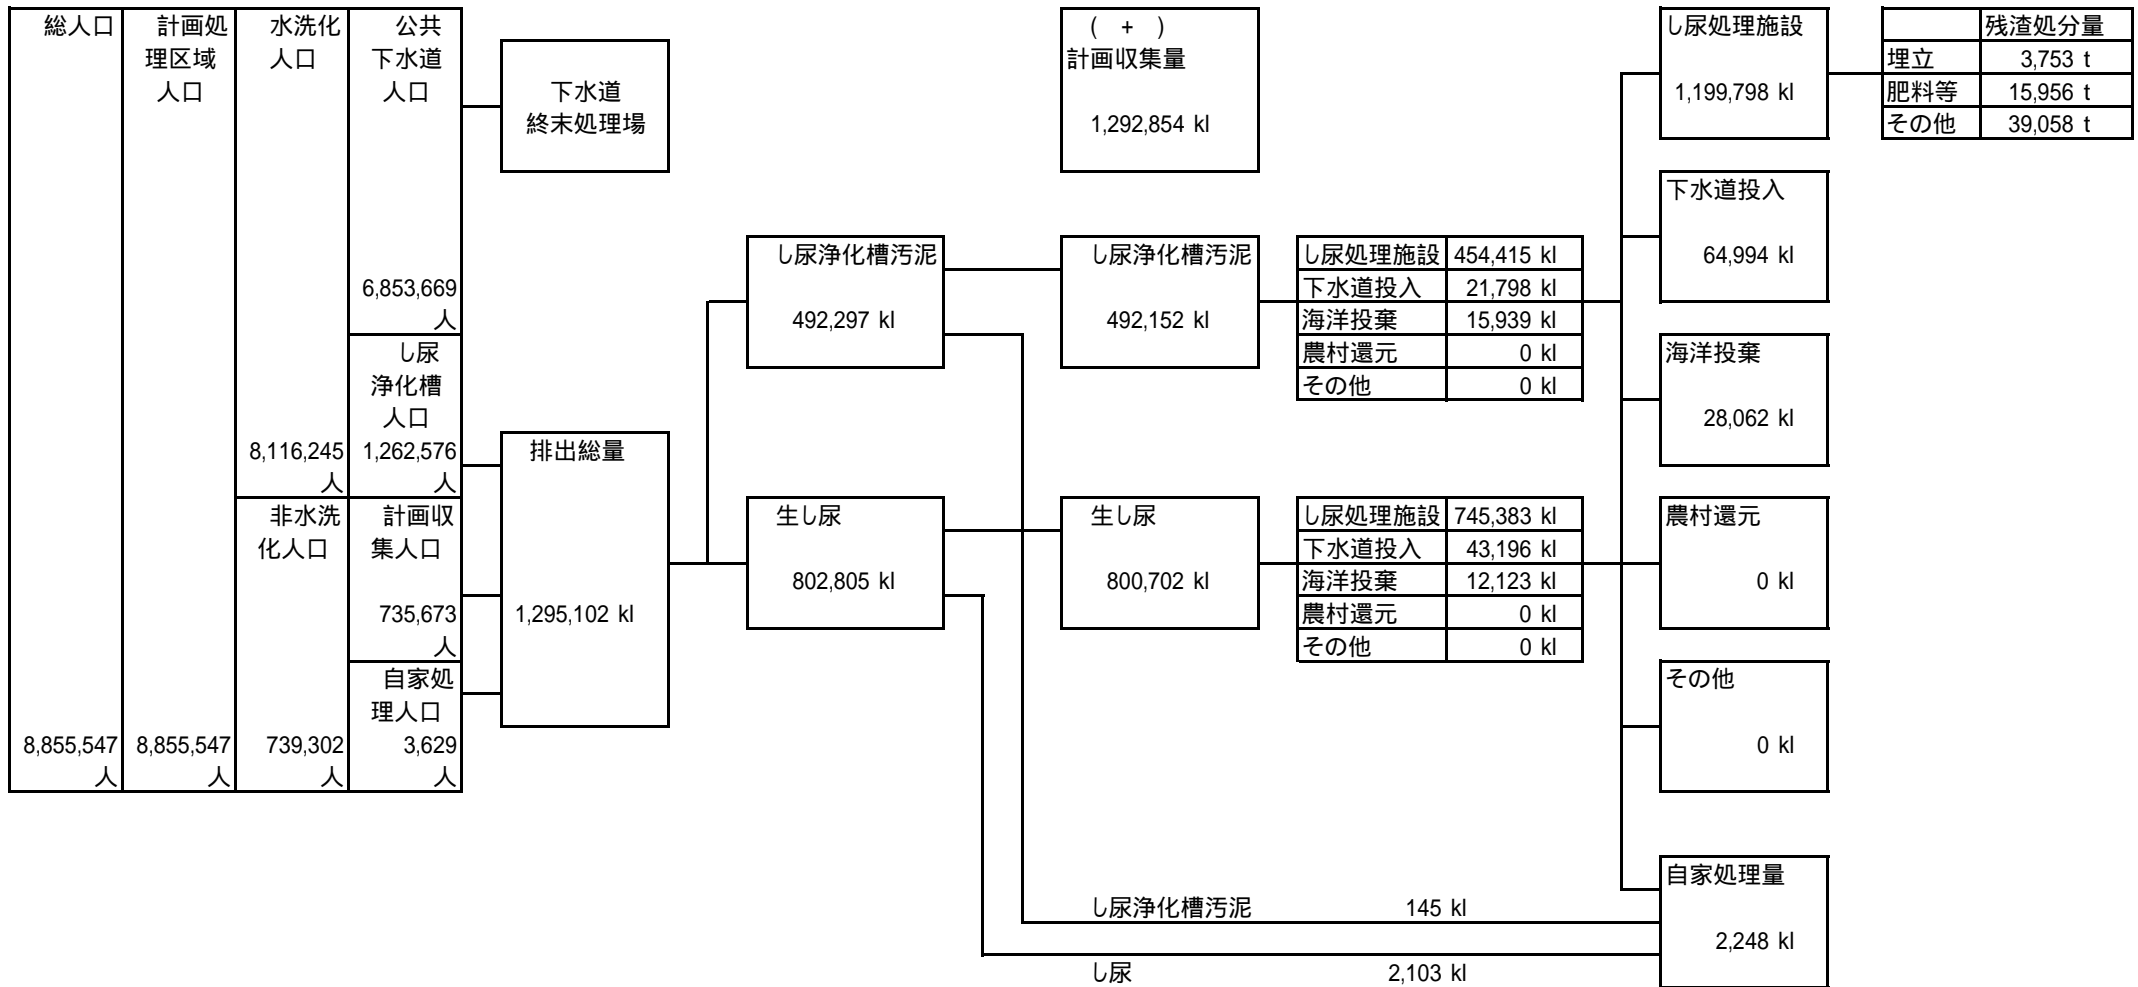 総人口
計画処
理区域
人口
水洗化
人口
公共
下水道
人口
6,853,669
人
し尿
浄化槽
人口
8,116,245
人
1,262,576
人
非水洗
化人口
計画収
集人口
735,673
人
自家処
理人口
8,855,547
人
8,855,547
人
739,302
人
3,629
人
下水道
終末処理場
排出総量
1,295,102 kl
し尿浄化槽汚泥
492,297 kl
生し尿
802,805 kl
( + )
計画収集量
1,292,854 kl
し尿浄化槽汚泥
492,152 kl
生し尿
800,702 kl
し尿処理施設 454,415 kl
下水道投入 21,798 kl
海洋投棄 15,939 kl
農村還元 0 kl
その他 0 kl
し尿処理施設 745,383 kl
下水道投入 43,196 kl
海洋投棄 12,123 kl
農村還元 0 kl
その他 0 kl
し尿処理施設
1,199,798 kl
下水道投入
64,994 kl
海洋投棄
28,062 kl
農村還元
0 kl
その他
0 kl
自家処理量
2,248 kl
し尿浄化槽汚泥 145 kl
し尿 2,103 kl
残渣処分量
埋立 3,753 t
肥料等 15,956 t
その他 39,058 t